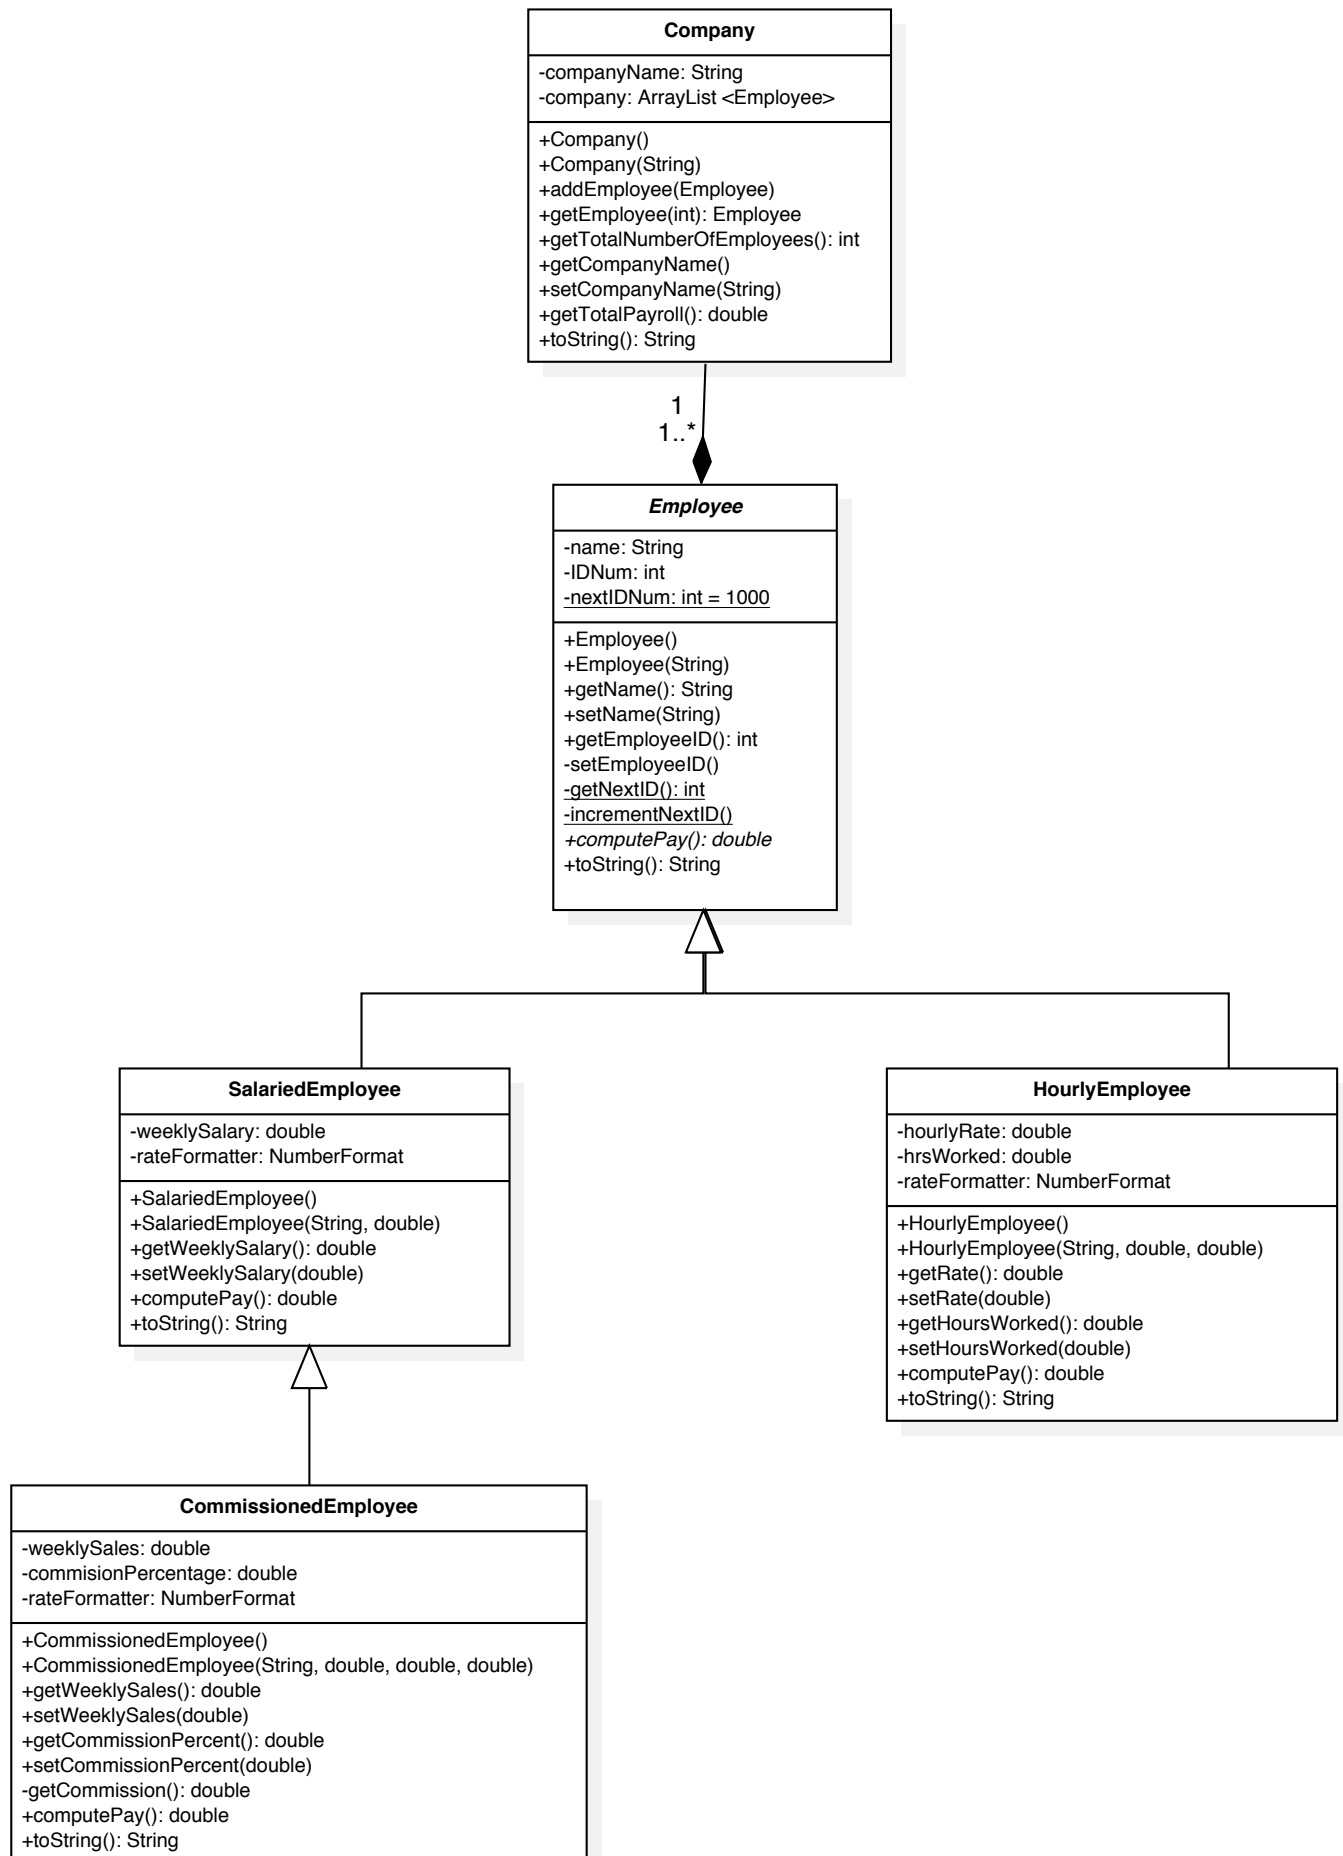 Company
-companyName: String
-company: ArrayList <Employee>
+Company()
+Company(String)
+addEmployee(Employee)
+getEmployee(int): Employee
+getTotalNumberOfEmployees(): int
+getCompanyName()
+setCompanyName(String)
+getTotalPayroll(): double
+toString(): String
1
1..*
Employee
-name: String
-IDNum: int
-nextIDNum: int = 1000
+Employee()
+Employee(String)
+getName(): String
+setName(String)
+getEmployeeID(): int
-setEmployeeID()
-getNextID(): int
-incrementNextID()
+computePay(): double
+toString(): String
SalariedEmployee
-weeklySalary: double
-rateFormatter: NumberFormat
+SalariedEmployee()
+SalariedEmployee(String, double)
+getWeeklySalary(): double
+setWeeklySalary(double)
+computePay(): double
+toString(): String
HourlyEmployee
-hourlyRate: double
-hrsWorked: double
-rateFormatter: NumberFormat
+HourlyEmployee()
+HourlyEmployee(String, double, double)
+getRate(): double
+setRate(double)
+getHoursWorked(): double
+setHoursWorked(double)
+computePay(): double
+toString(): String
CommissionedEmployee
-weeklySales: double
-commisionPercentage: double
-rateFormatter: NumberFormat
+CommissionedEmployee()
+CommissionedEmployee(String, double, double, double)
+getWeeklySales(): double
+setWeeklySales(double)
+getCommissionPercent(): double
+setCommissionPercent(double)
-getCommission(): double
+computePay(): double
+toString(): String